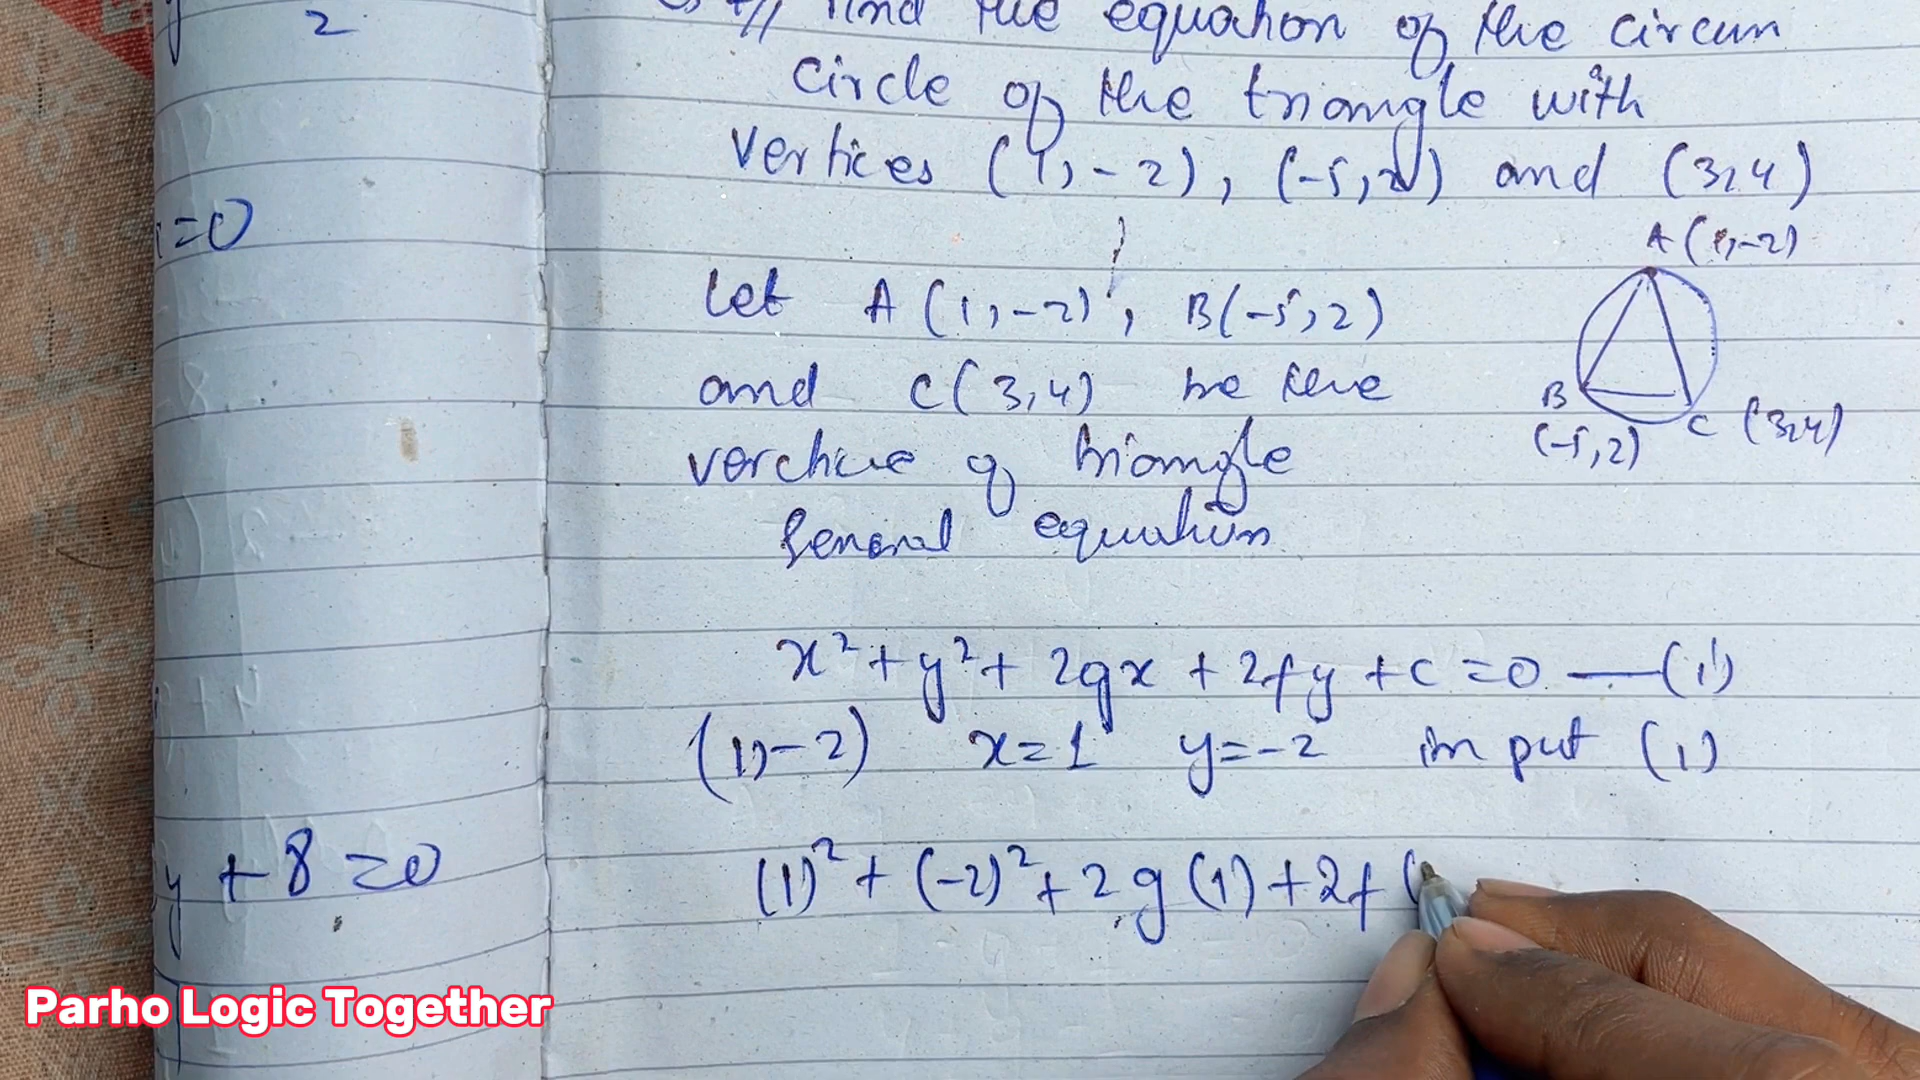 2
=0
y + 8 = 0
find the equation of the circum
circle of the triangle with
vertices (1, -2), (-5, 2) and (3, 4)
A (1, -2)
Let A (1, -2), B(-5, 2)
and C(3, 4) be the
B
(-5, 2)
C (3, 4)
of triangle
General equation
x² + y² + 2gx + 2fy + c = 0 — (1)
(1, -2) x = 1 y = -2 in put (1)
(1)² + (-2)² + 2g (1) + 2f (
Parho Logic Together